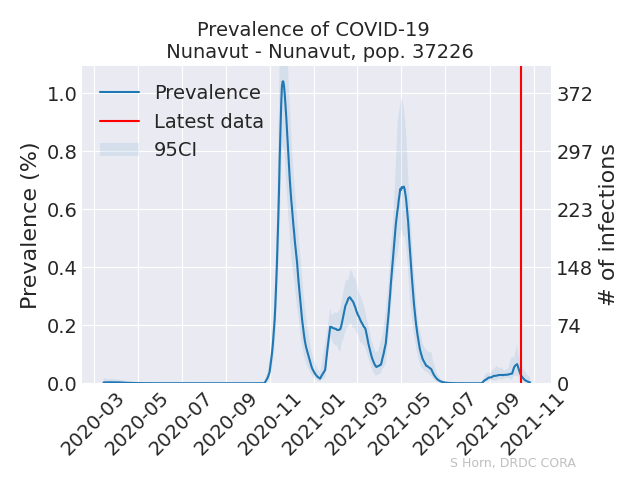 Prevalence of COVID-19
Nunavut - Nunavut, pop. 37226
Prevalence
Latest data
95CI
Prevalence (%)
1.0
0.8
0.6
0.4
0.2
0.0
372
297
223
148
74
0
# of infections
2020-03
2020-05
2020-07
2020-09
2020-11
2021-01
2021-03
2021-05
2021-07
2021-09
2021-11
S Horn, DRDC CORA